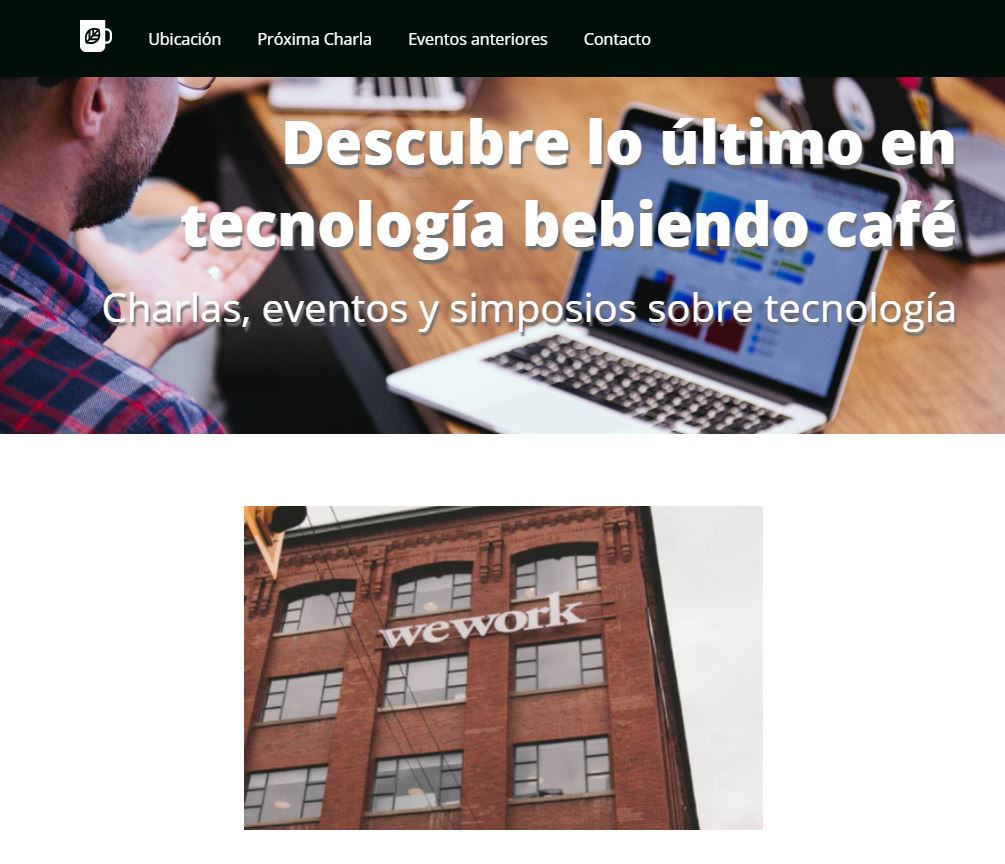 Ubicación
Próxima Charla
Eventos anteriores
Contacto
Descubre lo último en
tecnología bebiendo café
Charlas, eventos y simposios sobre tecnología
wework